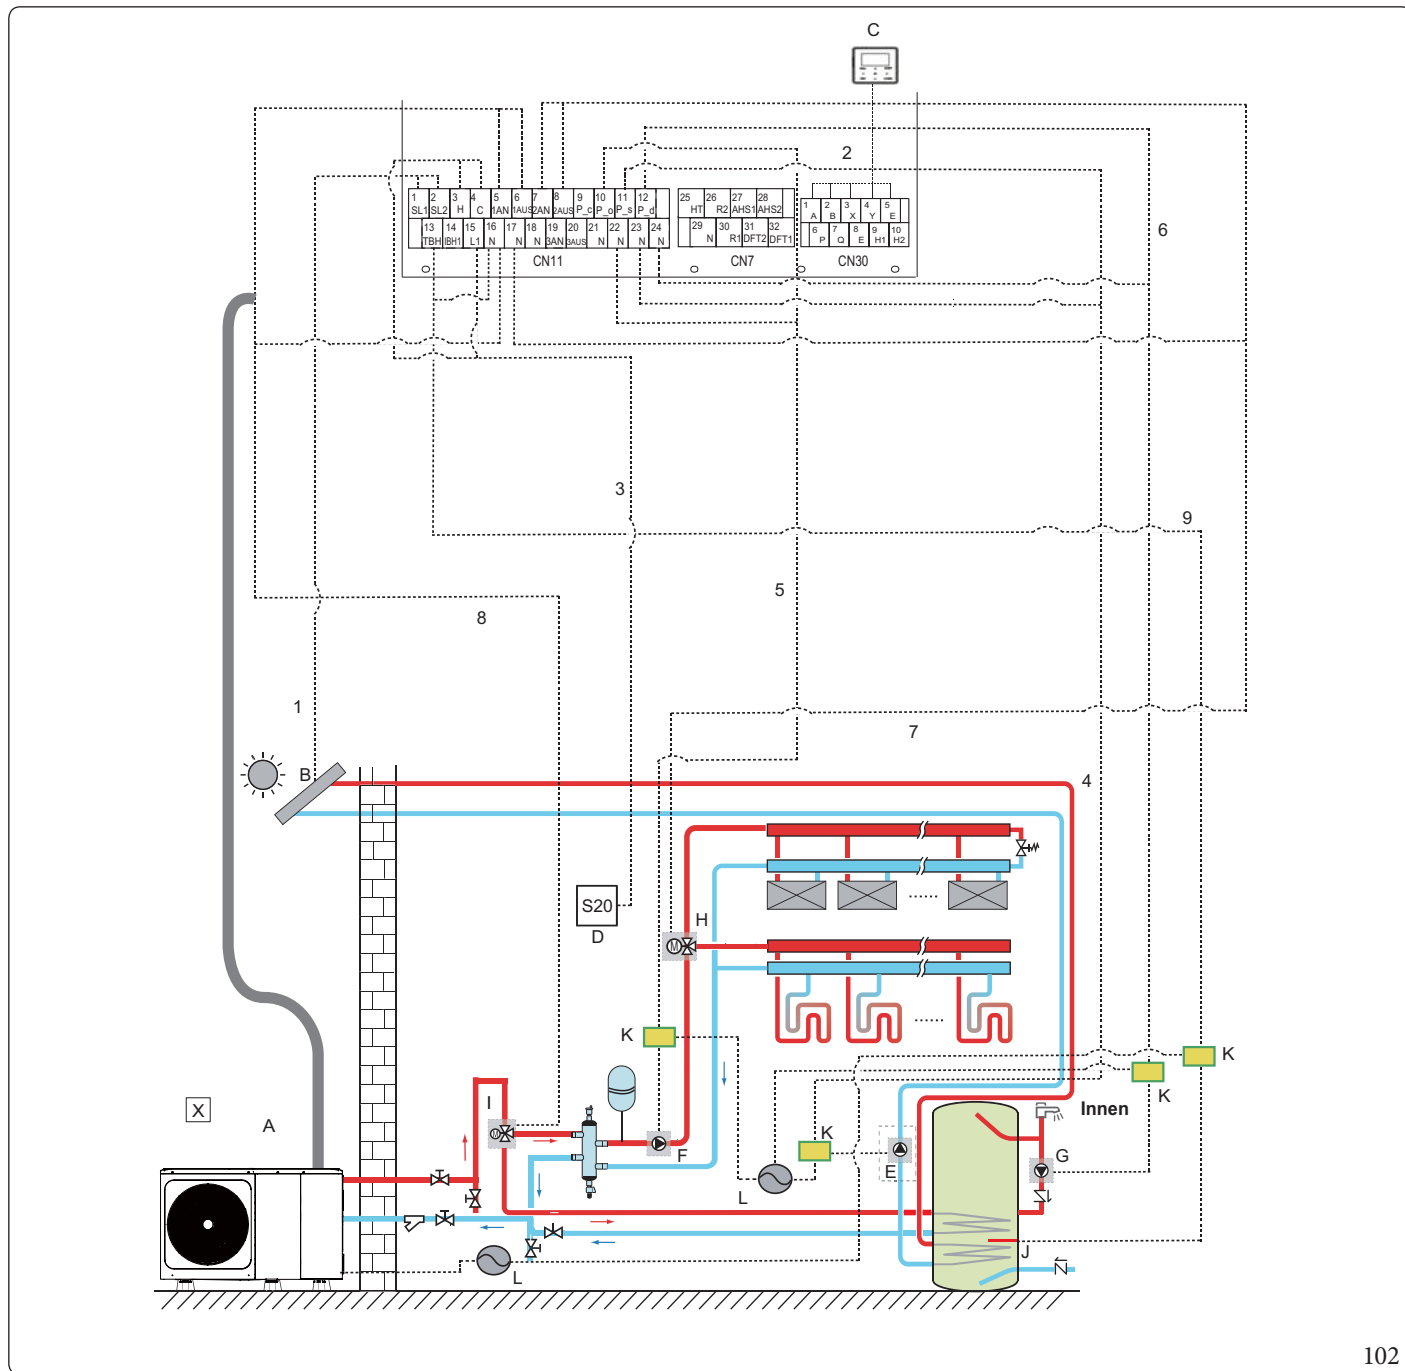 C
2
1 2 3 4 5 6 7 8 9 10 11 12
SL1 SL2 H C 1AN 1AUS 2AN 2AUS P_c P_o P_s P_d
13 14 15 16 17 18 19 20 21 22 23 24
TBH IBH1 L1 N N N 3AN 3AUS N N N N
CN11
25 26 27 28
HT R2 AHS1 AHS2
29 30 31 32
N R1 DFT2 DFT1
CN7
1 2 3 4 5
A B X Y E
6 7 8 9 10
P Q E H1 H2
CN30
6
3
9
5
8
1
7
B
4
S20
D
H
M
K
K
K
I
M
X
A
Innen
K
F
E
G
L
J
L
102